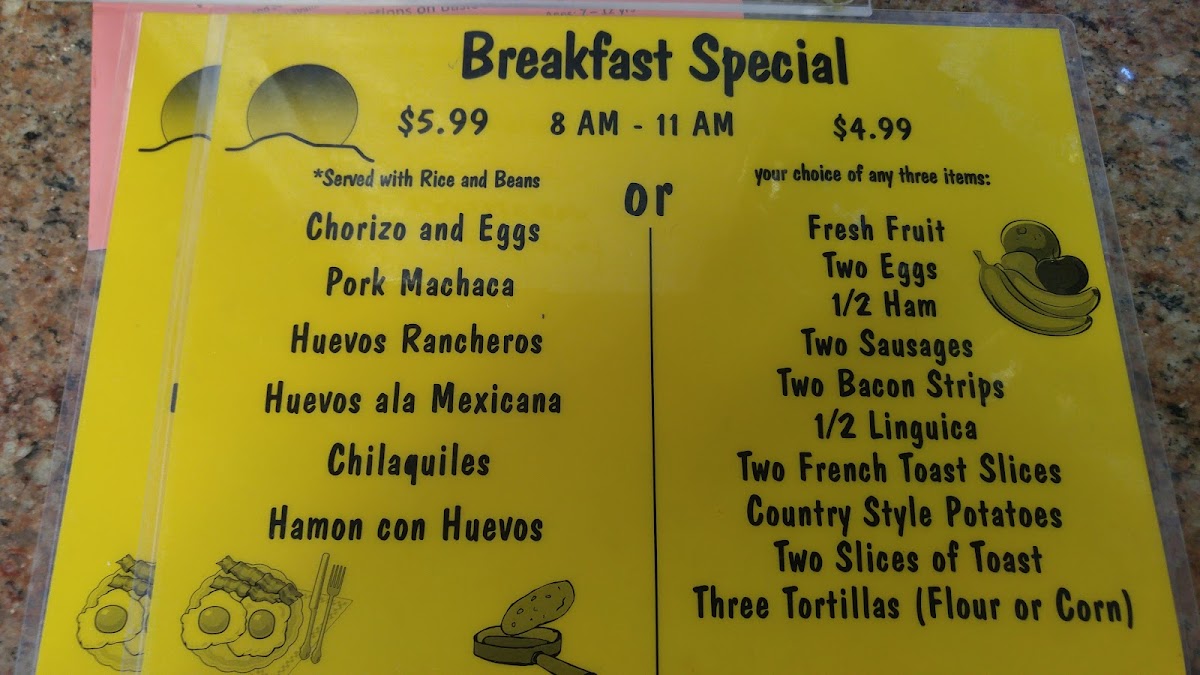 Breakfast Special
$5.99 8 AM - 11 AM $4.99
*Served with Rice and Beans
Chorizo and Eggs
Pork Machaca
Huevos Rancheros
Huevos ala Mexicana
Chilaquiles
Hamon con Huevos
or
your choice of any three items:
Fresh Fruit
Two Eggs
1/2 Ham
Two Sausages
Two Bacon Strips
1/2 Linguica
Two French Toast Slices
Country Style Potatoes
Two Slices of Toast
Three Tortillas (Flour or Corn)